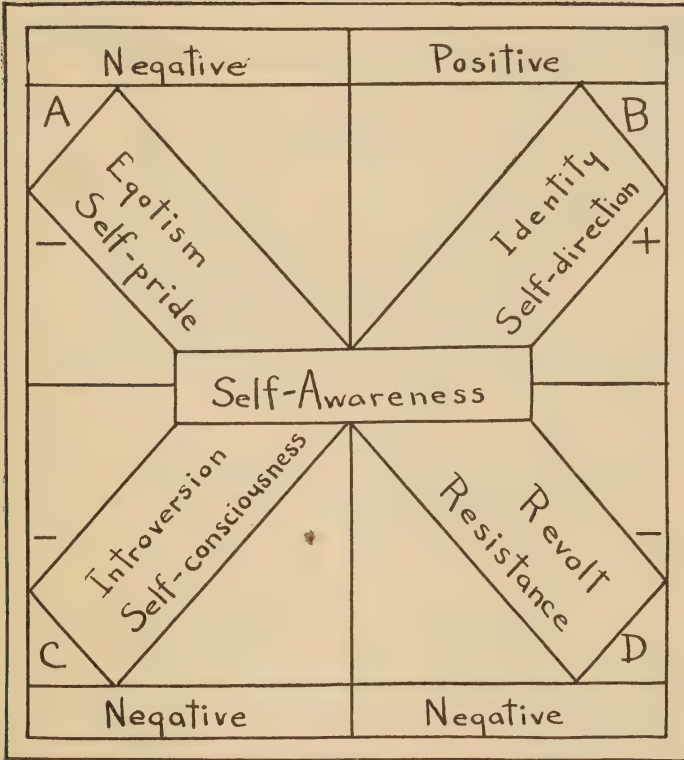 Negative
Positive
A
Egotism
Self-pride
−
B
Identity
Self-direction
+
Self-Awareness
Introversion
Self-consciousness
−
C
Revolt
Resistance
−
D
Negative
Negative